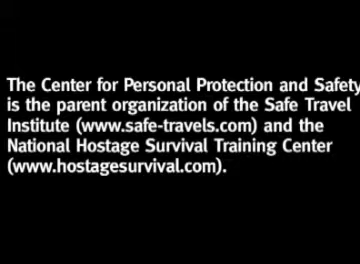 The Center for Personal Protection and Safety
is the parent organization of the Safe Travel
Institute (www.safe-travels.com) and the
National Hostage Survival Training Center
(www.hostagesurvival.com).